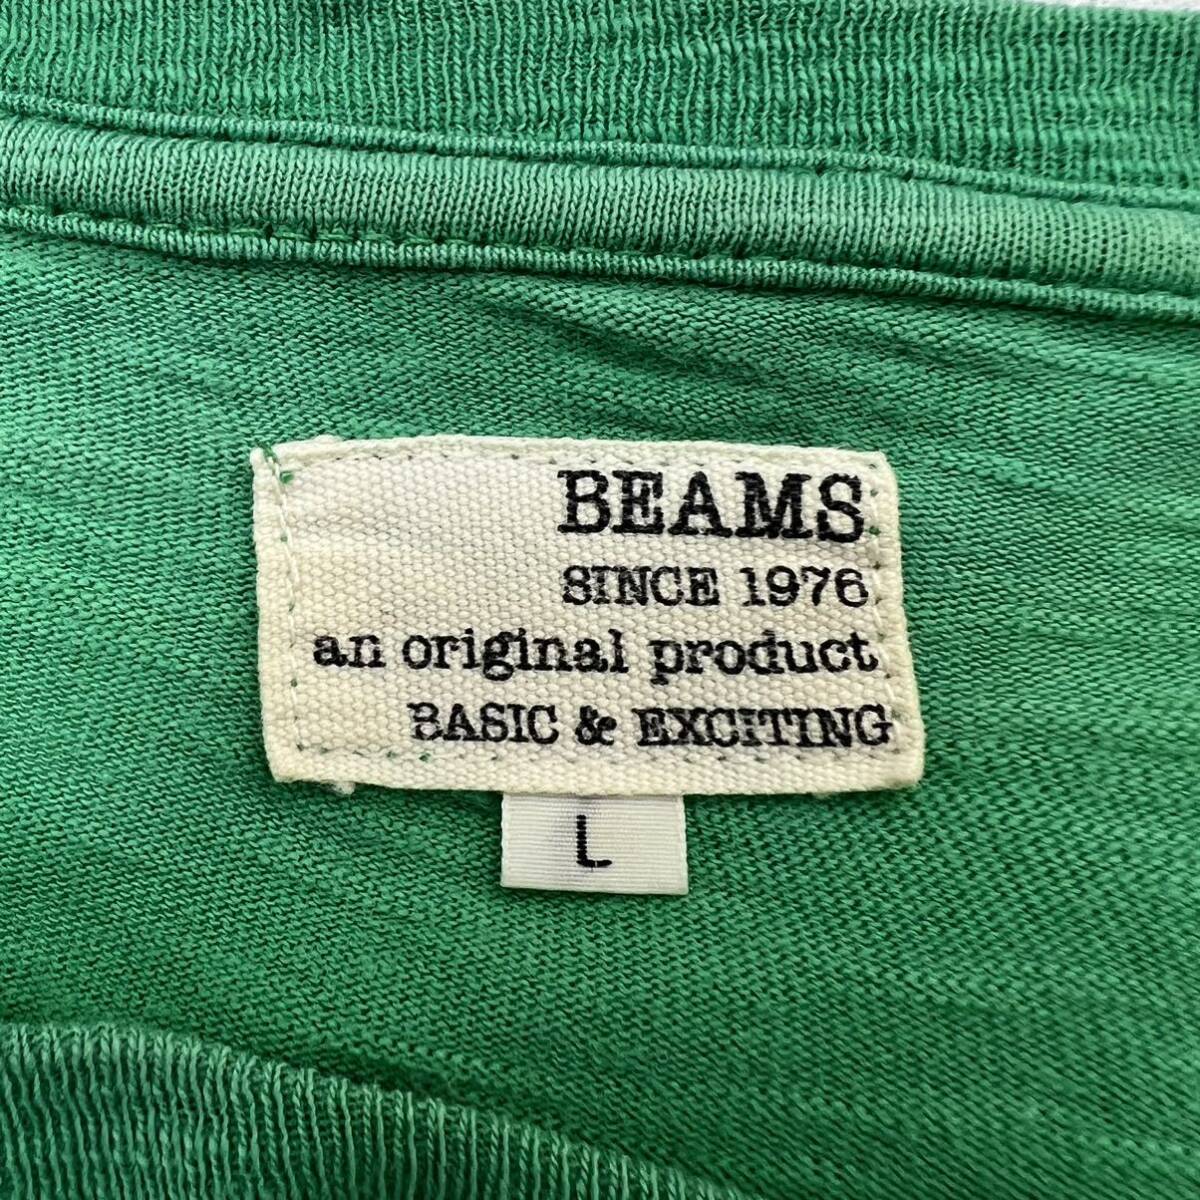 BEAMS
SINCE 1976
an original product
BASIC & EXCITING
L